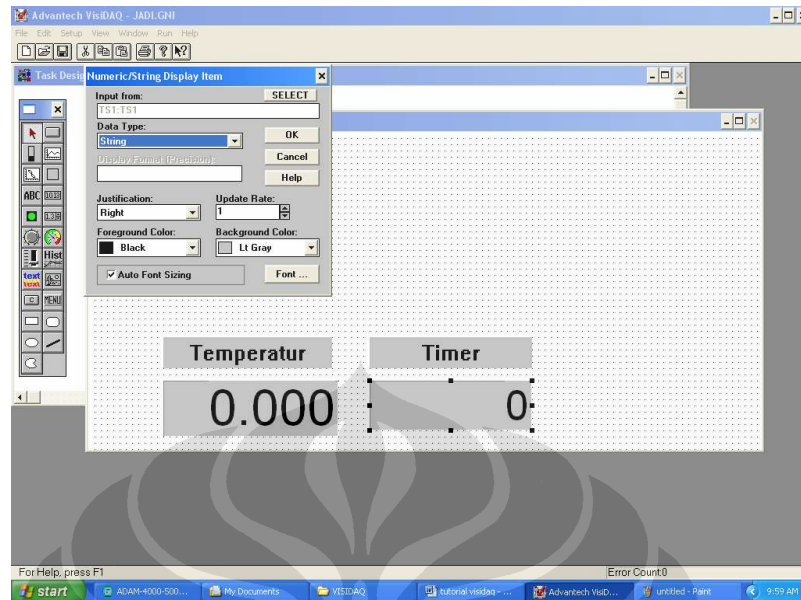 Advantech VisiDAQ - JADI.GNI
File Edit Setup View Window Run Help
Task Desig
Numeric/String Display Item
Input from:
SELECT
TS1:TS1
Data Type:
String
OK
Display Format (Precision):
Cancel
Help
Justification:
Update Rate:
Right
1
Foreground Color:
Background Color:
Black
Lt Gray
Auto Font Sizing
Font ...
ABC
Hist
text
text
C
MENU
Temperatur
Timer
0.000
0
For Help, press F1
Error Count:0
start
ADAM-4000-500...
My Documents
VISIDAQ
tutorial visidaq - ...
Advantech VisiD...
untitled - Paint
9:59 AM